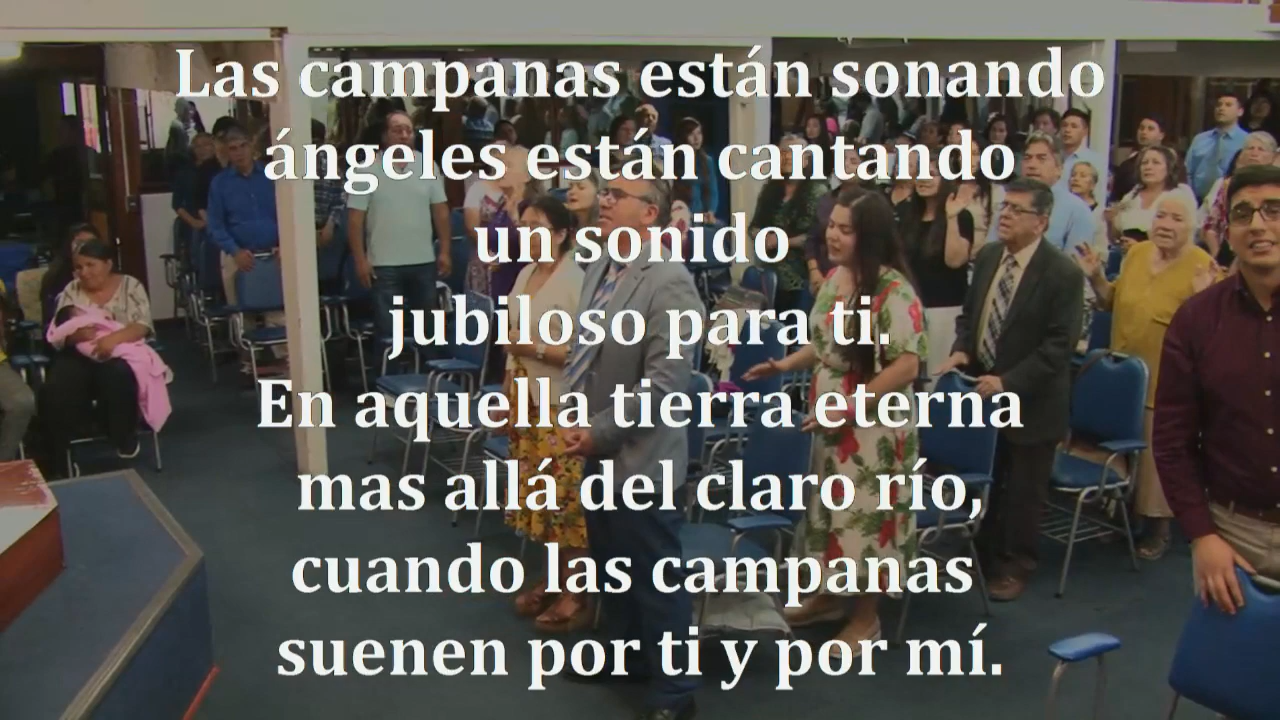 Las campanas están sonando
ángeles están cantando
un sonido
jubiloso para ti.
En aquella tierra eterna
mas allá del claro río,
cuando las campanas
suenen por ti y por mí.